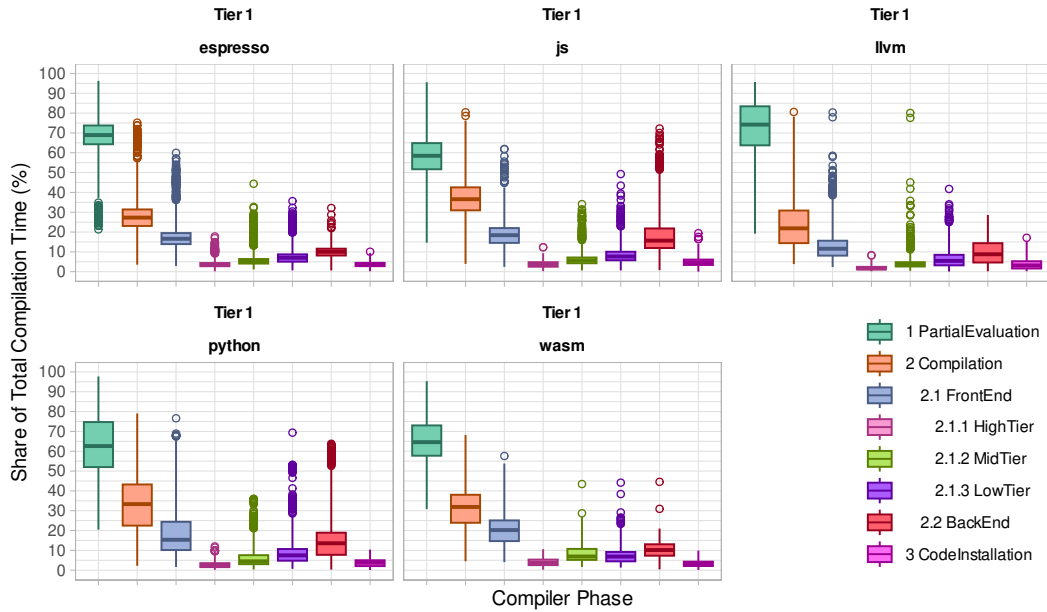 Tier 1
espresso
Tier 1
js
Tier 1
llvm
100
90
80
70
60
50
40
30
20
10
0
Tier 1
python
Tier 1
wasm
100
90
80
70
60
50
40
30
20
10
0
Share of Total Compilation Time (%)
Compiler Phase
1 PartialEvaluation
2 Compilation
2.1 FrontEnd
2.1.1 HighTier
2.1.2 MidTier
2.1.3 LowTier
2.2 BackEnd
3 CodeInstallation